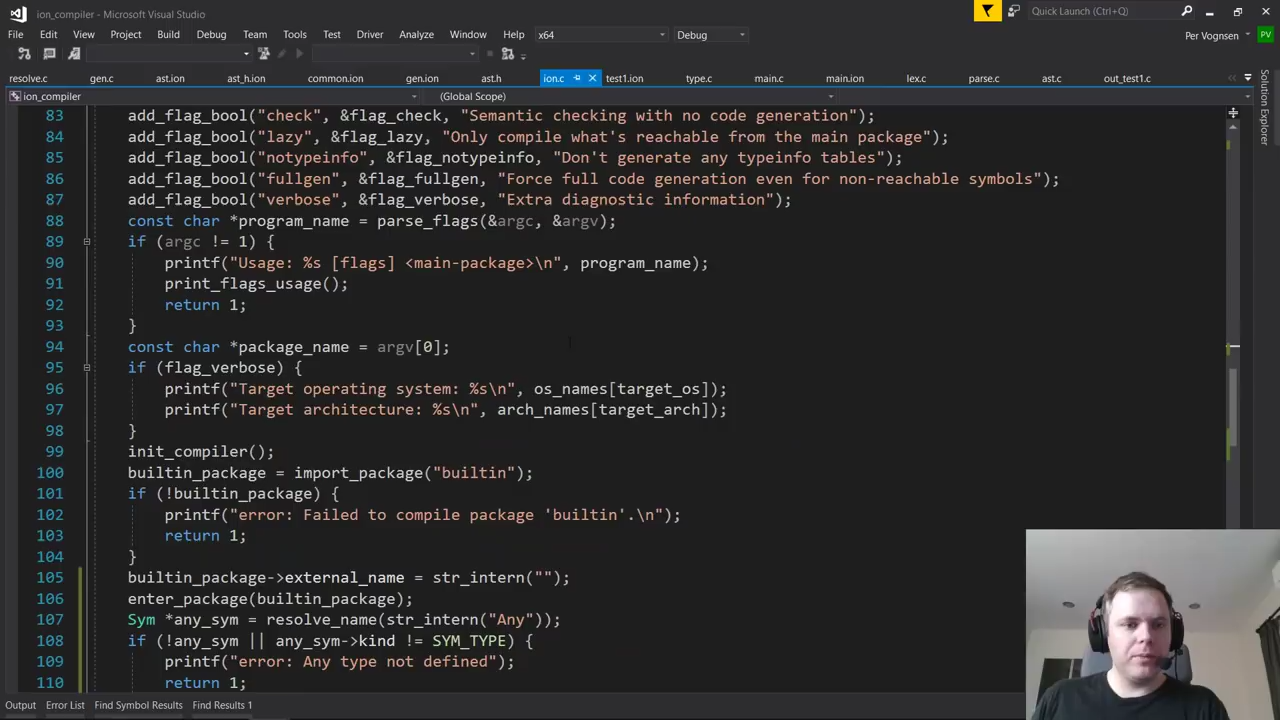 ion_compiler - Microsoft Visual Studio
Quick Launch (Ctrl+Q)
File Edit View Project Build Debug Team Tools Test Driver Analyze Window Help x64 Debug Per Vognsen PV
resolve.c gen.c ast.ion ast_h.ion common.ion gen.ion ast.h ion.c test1.ion type.c main.c main.ion lex.c parse.c ast.c out_test1.c
ion_compiler (Global Scope)
Solution Explorer
83 add_flag_bool("check", &flag_check, "Semantic checking with no code generation");
84 add_flag_bool("lazy", &flag_lazy, "Only compile what's reachable from the main package");
85 add_flag_bool("notypeinfo", &flag_notypeinfo, "Don't generate any typeinfo tables");
86 add_flag_bool("fullgen", &flag_fullgen, "Force full code generation even for non-reachable symbols");
87 add_flag_bool("verbose", &flag_verbose, "Extra diagnostic information");
88 const char *program_name = parse_flags(&argc, &argv);
89 if (argc != 1) {
90 printf("Usage: %s [flags] <main-package>\n", program_name);
91 print_flags_usage();
92 return 1;
93 }
94 const char *package_name = argv[0];
95 if (flag_verbose) {
96 printf("Target operating system: %s\n", os_names[target_os]);
97 printf("Target architecture: %s\n", arch_names[target_arch]);
98 }
99 init_compiler();
100 builtin_package = import_package("builtin");
101 if (!builtin_package) {
102 printf("error: Failed to compile package 'builtin'.\n");
103 return 1;
104 }
105 builtin_package->external_name = str_intern("");
106 enter_package(builtin_package);
107 Sym *any_sym = resolve_name(str_intern("Any"));
108 if (!any_sym || any_sym->kind != SYM_TYPE) {
109 printf("error: Any type not defined");
110 return 1;
Output Error List Find Symbol Results Find Results 1